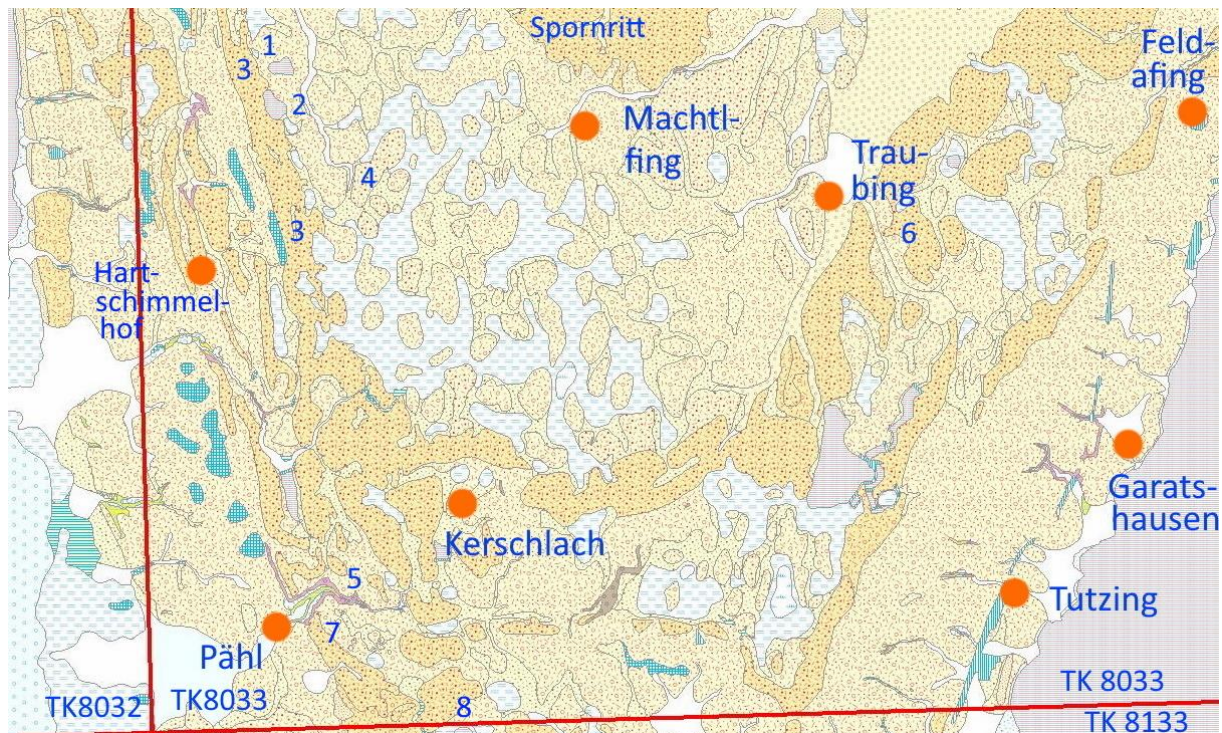 Spornritt
1
3
2
Feld-
afing
Machtl-
fing
4
Trau-
bing
3
6
Hart-
schimmel-
hof
Garats-
hausen
Kerschlach
5
7
Pähl
Tutzing
TK8032
TK8033
8
TK 8033
TK 8133